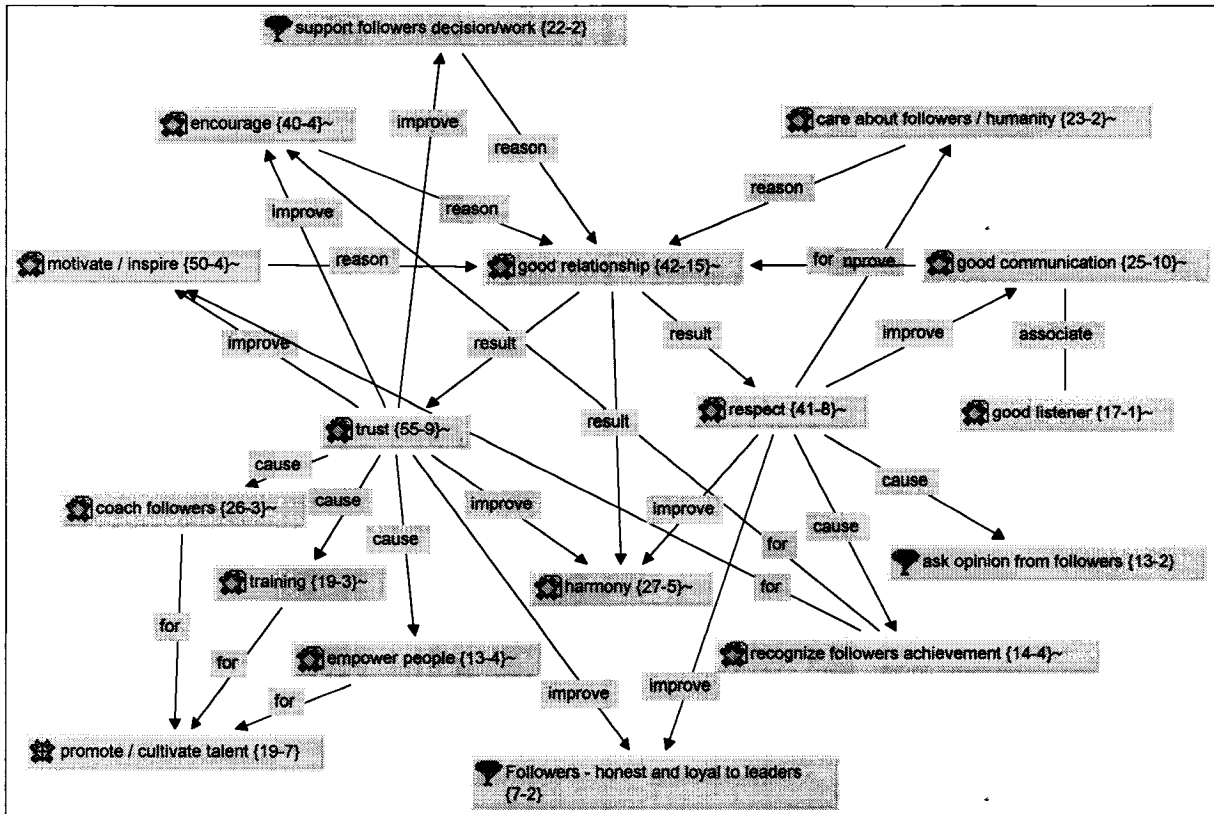 support followers decision/work {22-2}
encourage {40-4}~
improve
care about followers / humanity {23-2}~
reason
reason
improve
reason
motivate / inspire {50-4}~
reason
good relationship {42-15}~
for
nprove
good communication {25-10}~
improve
result
result
improve
associate
trust {55-9}~
result
respect {41-8}~
good listener {17-1}~
cause
coach followers {26-3}~
cause
improve
improve
cause
cause
cause
for
ask opinion from followers {13-2}
training {19-3}~
harmony {27-5}~
for
for
for
empower people {13-4}~
recognize followers achievement {14-4}~
for
improve
improve
promote / cultivate talent {19-7}
Followers - honest and loyal to leaders
{7-2}